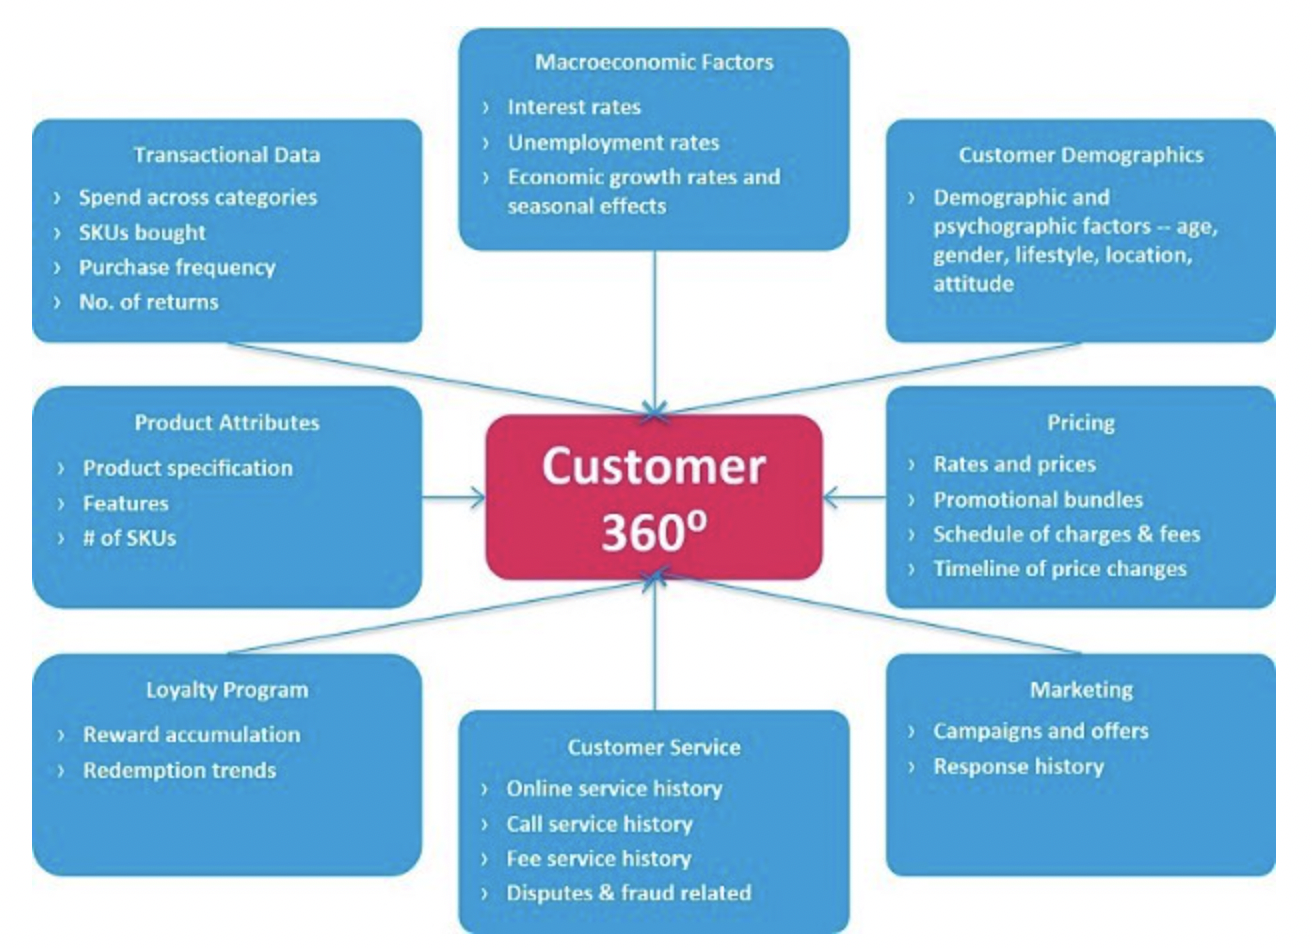 Macroeconomic Factors
› Interest rates
› Unemployment rates
› Economic growth rates and
seasonal effects
Transactional Data
› Spend across categories
› SKUs bought
› Purchase frequency
› No. of returns
Customer Demographics
› Demographic and
psychographic factors -- age,
gender, lifestyle, location,
attitude
Product Attributes
› Product specification
› Features
› # of SKUs
Customer
360º
Pricing
› Rates and prices
› Promotional bundles
› Schedule of charges & fees
› Timeline of price changes
Loyalty Program
› Reward accumulation
› Redemption trends
Customer Service
› Online service history
› Call service history
› Fee service history
› Disputes & fraud related
Marketing
› Campaigns and offers
› Response history